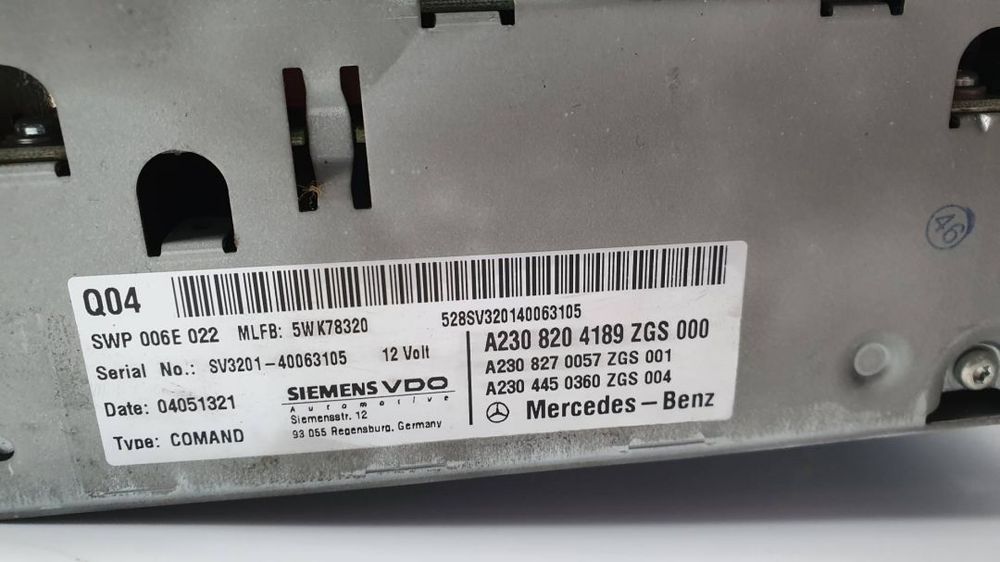 Q04
528SV320140063105
SWP 006E 022 MLFB: 5WK78320
Serial No.: SV3201-40063105 12 Volt
SIEMENS VDO
Automotive
Date: 04051321
Siemensstr. 12
93 055 Regensburg, Germany
Type: COMAND
A230 820 4189 ZGS 000
A230 827 0057 ZGS 001
A230 445 0360 ZGS 004
Mercedes-Benz
46